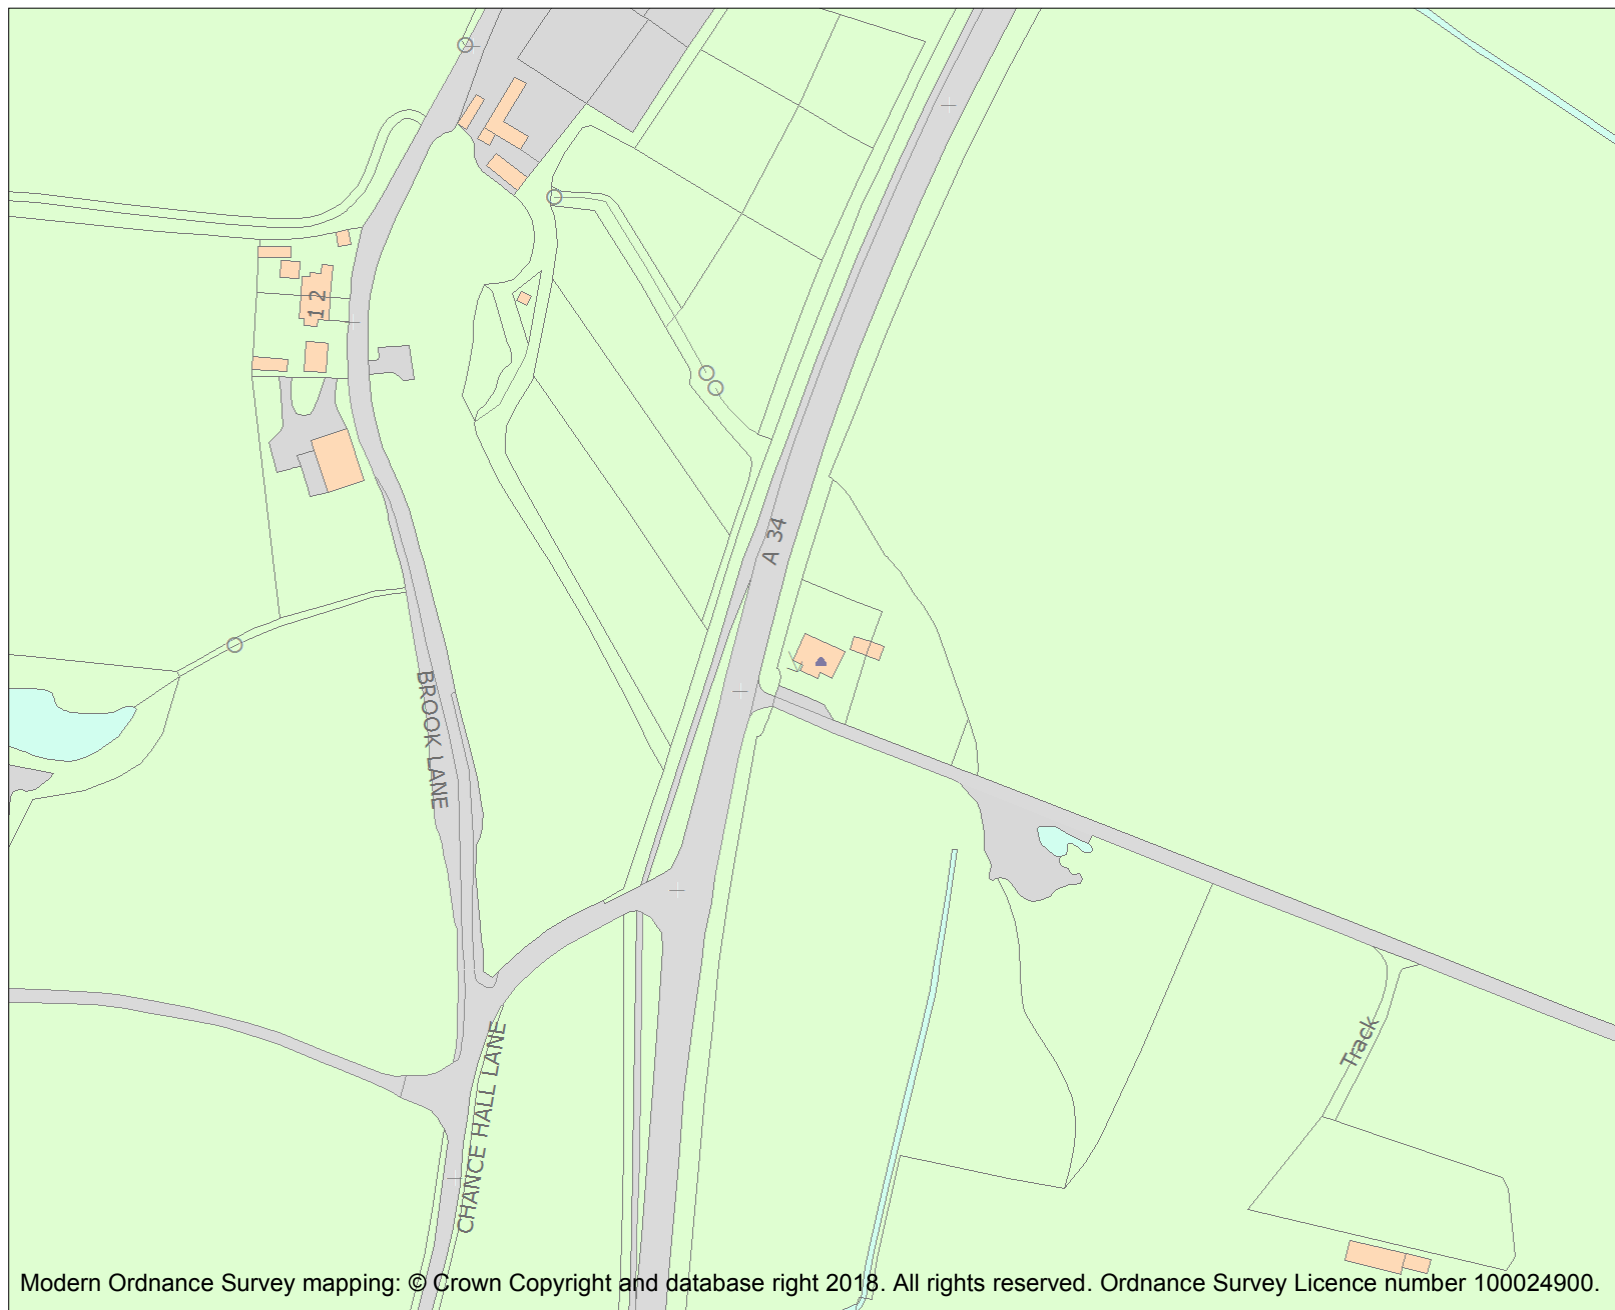 1 2
A 34
BROOK LANE
CHANCE HALL LANE
Track
Modern Ordnance Survey mapping: © Crown Copyright and database right 2018. All rights reserved. Ordnance Survey Licence number 100024900.